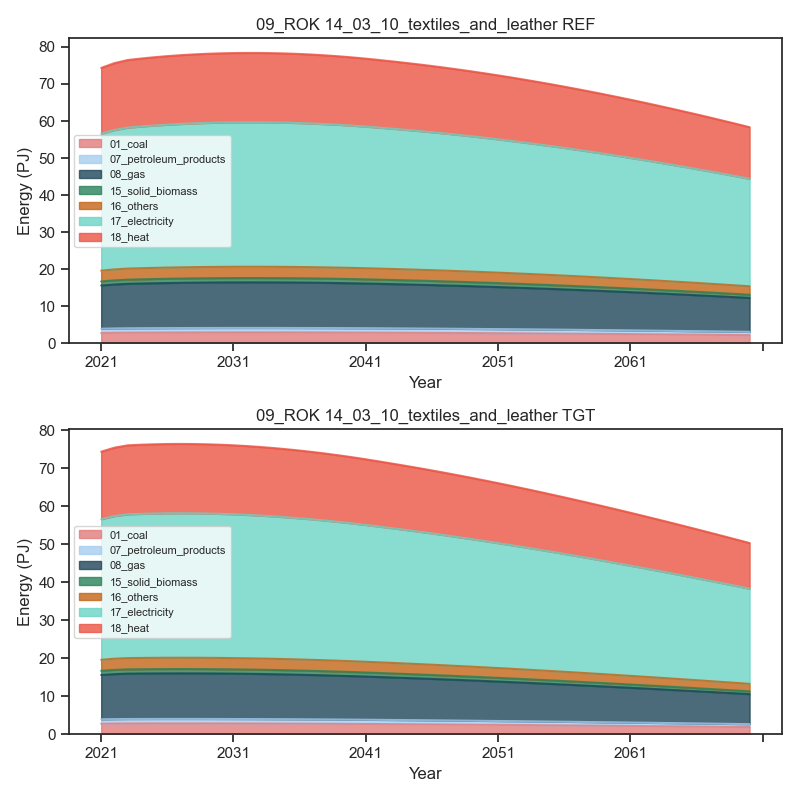 09_ROK 14_03_10_textiles_and_leather REF
80
70
60
50
40
30
20
10
0
Energy (PJ)
01_coal
07_petroleum_products
08_gas
15_solid_biomass
16_others
17_electricity
18_heat
2021 2031 2041 2051 2061
Year
09_ROK 14_03_10_textiles_and_leather TGT
80
70
60
50
40
30
20
10
0
Energy (PJ)
01_coal
07_petroleum_products
08_gas
15_solid_biomass
16_others
17_electricity
18_heat
2021 2031 2041 2051 2061
Year